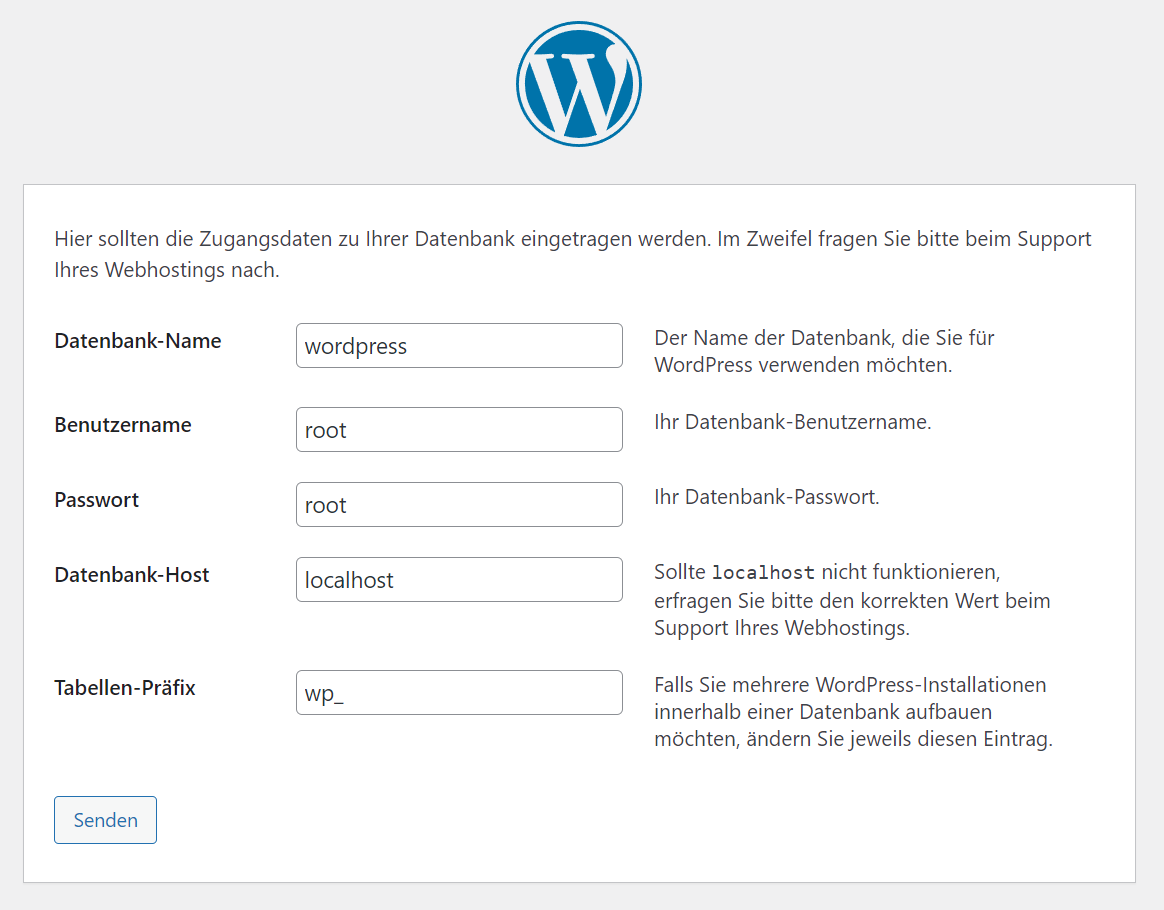 Hier sollten die Zugangsdaten zu Ihrer Datenbank eingetragen werden. Im Zweifel fragen Sie bitte beim Support
Ihres Webhostings nach.
Datenbank-Name
wordpress
Der Name der Datenbank, die Sie für
WordPress verwenden möchten.
Benutzername
root
Ihr Datenbank-Benutzername.
Passwort
root
Ihr Datenbank-Passwort.
Datenbank-Host
localhost
Sollte localhost nicht funktionieren,
erfragen Sie bitte den korrekten Wert beim
Support Ihres Webhostings.
Tabellen-Präfix
wp_
Falls Sie mehrere WordPress-Installationen
innerhalb einer Datenbank aufbauen
möchten, ändern Sie jeweils diesen Eintrag.
Senden